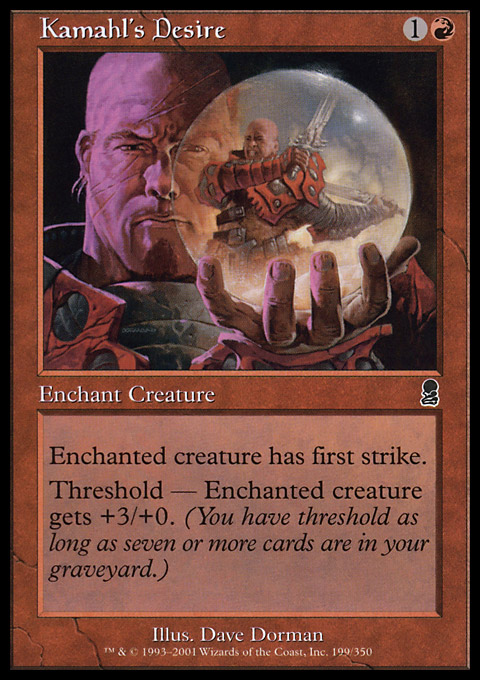 Kamahl's Desire 1
Enchant Creature
Enchanted creature has first strike.
Threshold — Enchanted creature
gets +3/+0. (You have threshold as
long as seven or more cards are in your
graveyard.)
Illus. Dave Dorman
™ & © 1993–2001 Wizards of the Coast, Inc. 199/350